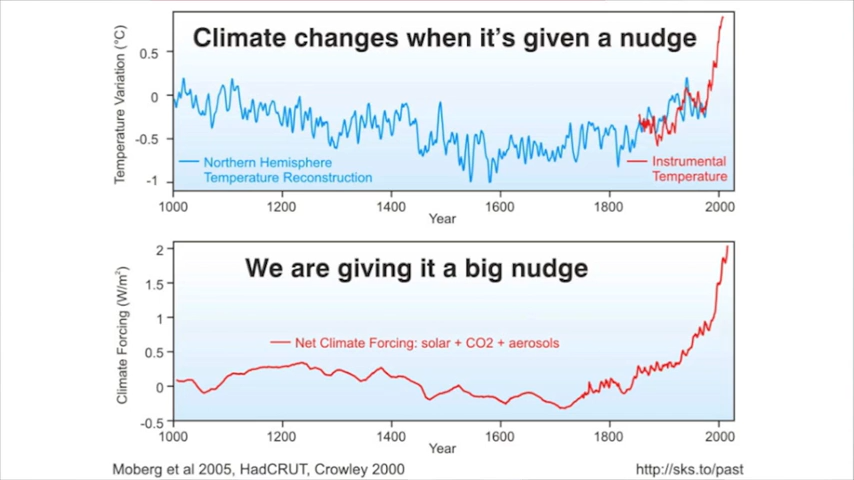 Climate changes when it's given a nudge
Temperature Variation (°C)
0.5
0
-0.5
-1
Northern Hemisphere
Temperature Reconstruction
Instrumental
Temperature
1000 1200 1400 1600 1800 2000
Year
We are giving it a big nudge
Climate Forcing (W/m²)
2
1.5
1
0.5
0
-0.5
Net Climate Forcing: solar + CO2 + aerosols
1000 1200 1400 1600 1800 2000
Year
Moberg et al 2005, HadCRUT, Crowley 2000 http://sks.to/past